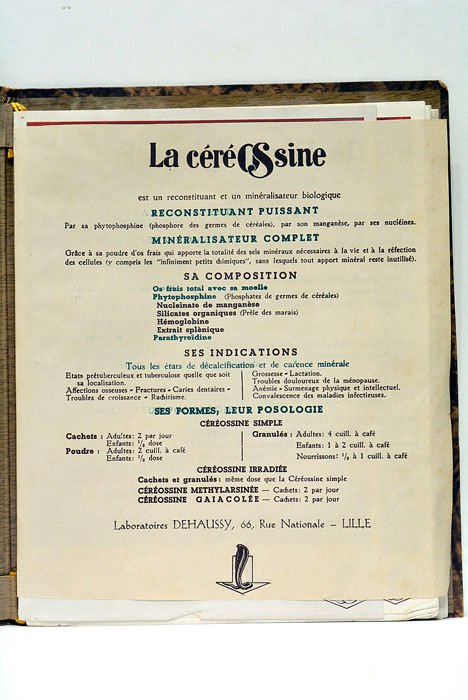 La céréOSsine
est un reconstituant et un minéralisateur biologique
RECONSTITUANT PUISSANT
Par sa phytophosphine (phosphore des germes de céréales), par son manganèse, par ses nucléines.
MINÉRALISATEUR COMPLET
Grâce à sa poudre d'os frais qui apporte la totalité des sels minéraux nécessaires à la vie et à la réfection
des cellules (y compris les "infiniment petits chimiques", sans lesquels tout apport minéral reste inutilisé).
SA COMPOSITION
Os frais total avec sa moelle
Phytophosphine (Phosphates de germes de céréales)
Nucleinate de manganèse
Silicates organiques (Prêle des marais)
Hémoglobine
Extrait splènique
Parathyroïdine
SES INDICATIONS
Tous les états de décalcification et de carence minérale
Etats prétuberculeux et tuberculose quelle que soit
sa localisation.
Affections osseuses - Fractures - Caries dentaires -
Troubles de croissance - Rachitisme.
Grossesse - Lactation.
Troubles douloureux de la ménopause.
Anémie - Surmenage physique et intellectuel.
Convalescence des maladies infectieuses.
SES FORMES, LEUR POSOLOGIE
CÉRÉOSSINE SIMPLE
Cachets : Adultes: 2 par jour
Enfants: 1/2 dose
Poudre : Adultes: 2 cuill. à café
Enfants: 1/2 dose
Granulés : Adultes: 4 cuill. à café
Enfants: 1 à 2 cuill. à café
Nourrissons: 1/2 à 1 cuill. à café
CÉRÉOSSINE IRRADIÉE
Cachets et granulés : même dose que la Céréossine simple
CÉRÉOSSINE METHYLARSINÉE — Cachets: 2 par jour
CÉRÉOSSINE GAIACOLÉE — Cachets: 2 par jour
Laboratoires DEHAUSSY, 66, Rue Nationale – LILLE